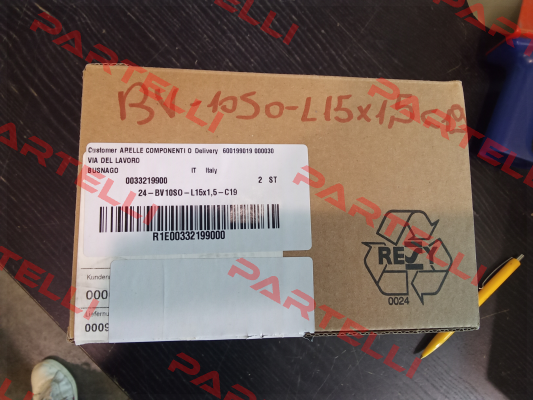 BV-10SO-L15x1,5
Customer ARELLE COMPONENTI O Delivery 600199019 000030
VIA DEL LAVORO
BUSNAGO IT Italy
0033219900 2 ST
24-BV10SO-L15x1,5-C19
R1E00332199000
RESY
0024
PARTELLI